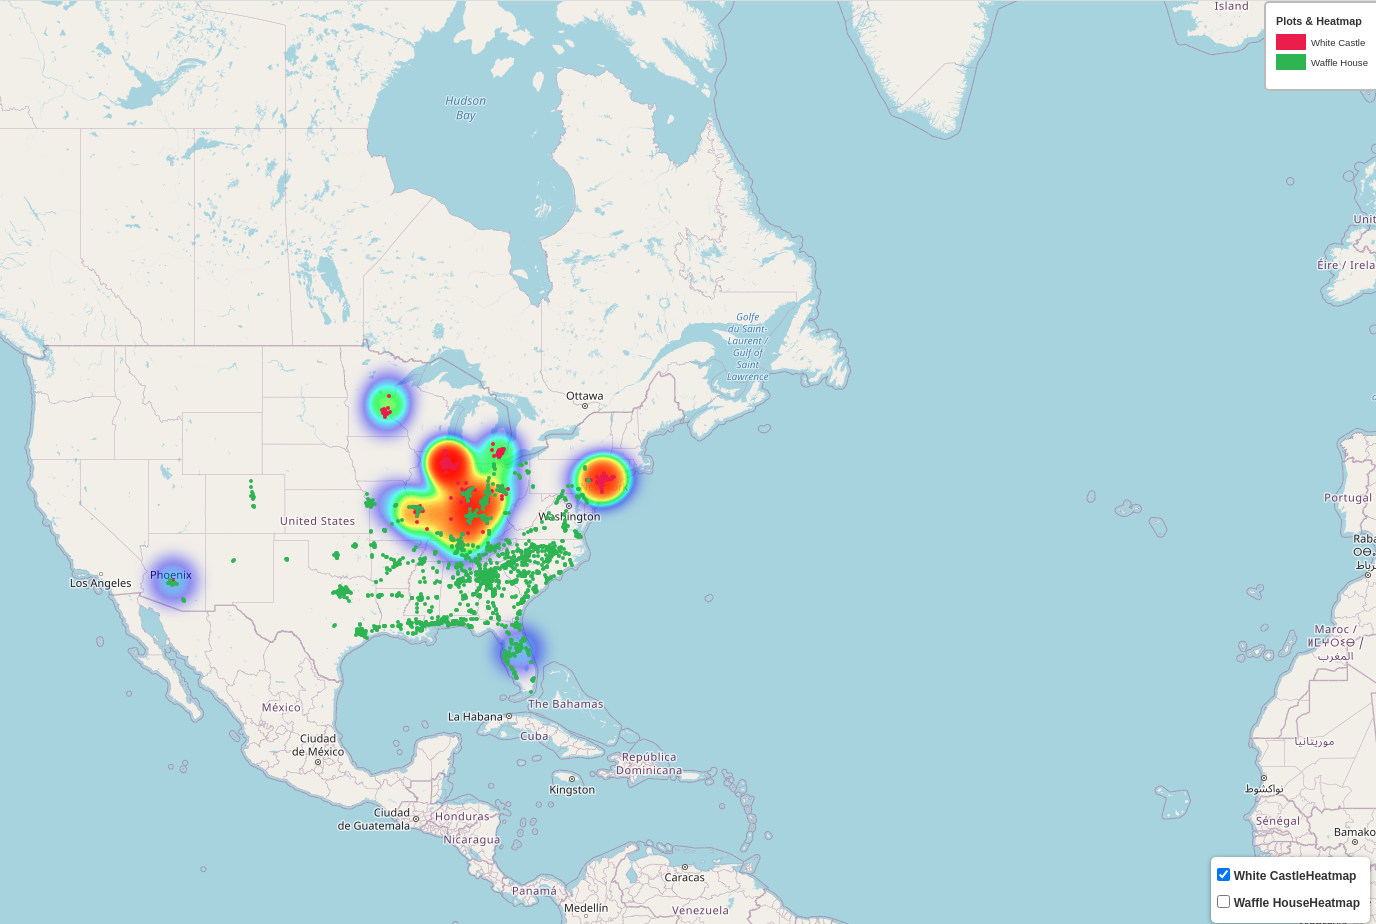 Island
Plots & Heatmap
White Castle
Waffle House
Hudson
Bay
Unit
Éire / Irela
Golfe
du Saint-
Laurent /
Gulf of
Saint
Lawrence
Ottawa
Portugal
Washington
United States
Raba
ⵔⴱⴰ
الرباط
Phoenix
Los Angeles
Maroc /
ⵍⵎⵖⵔⵉⴱ /
المغرب
The Bahamas
La Habana
Cuba
México
Ciudad
de México
República
Dominicana
Kingston
موريتانيا
نواكشوط
Ciudad
de Guatemala
Honduras
Nicaragua
Sénégal
Bamako
Caracas
Panamá
Medellín
Venezuela
White CastleHeatmap
Waffle HouseHeatmap